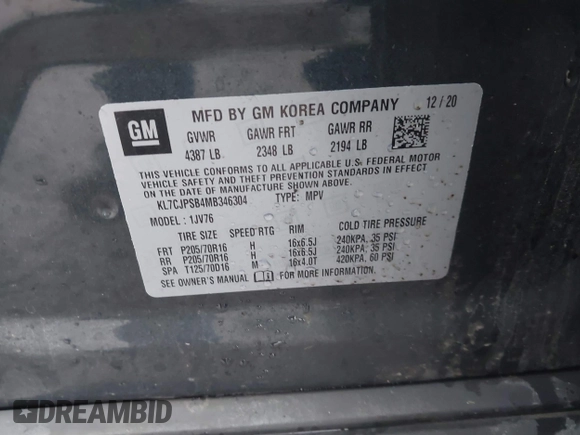 GM
MFD BY GM KOREA COMPANY 12/20
GVWR GAWR FRT GAWR RR
4387 LB 2348 LB 2194 LB
THIS VEHICLE CONFORMS TO ALL APPLICABLE U.S. FEDERAL MOTOR
VEHICLE SAFETY AND THEFT PREVENTION STANDARDS IN EFFECT
ON THE DATE OF MANUFACTURE SHOWN ABOVE.
KL7CJPSB4MB346304 TYPE: MPV
MODEL: 1JV76
TIRE SIZE SPEED RTG RIM COLD TIRE PRESSURE
FRT P205/70R16 H 16x6.5J 240KPA, 35 PSI
RR P205/70R16 H 16x6.5J 240KPA, 35 PSI
SPA T125/70D16 M 16x4.0T 420KPA, 60 PSI
SEE OWNER'S MANUAL FOR MORE INFORMATION.
DREAMBID